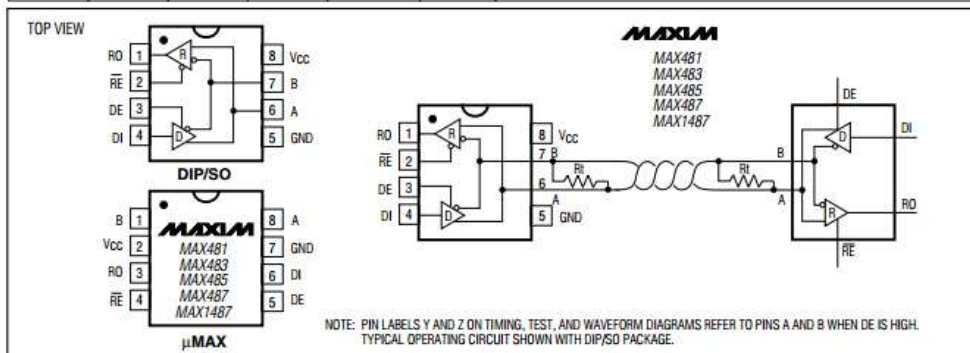 TOP VIEW
RO 1
RE 2
DE 3
DI 4
R
D
8 VCC
7 B
6 A
5 GND
DIP/SO
B 1
VCC 2
RO 3
RE 4
MAXIM
MAX481
MAX483
MAX485
MAX487
MAX1487
8 A
7 GND
6 DI
5 DE
µMAX
MAXIM
MAX481
MAX483
MAX485
MAX487
MAX1487
RO 1
RE 2
DE 3
DI 4
R
D
8 VCC
7 B
6 A
5 GND
Rt
Rt
B
A
DE
D
DI
R
RO
RE
NOTE: PIN LABELS Y AND Z ON TIMING, TEST, AND WAVEFORM DIAGRAMS REFER TO PINS A AND B WHEN DE IS HIGH.
TYPICAL OPERATING CIRCUIT SHOWN WITH DIP/SO PACKAGE.